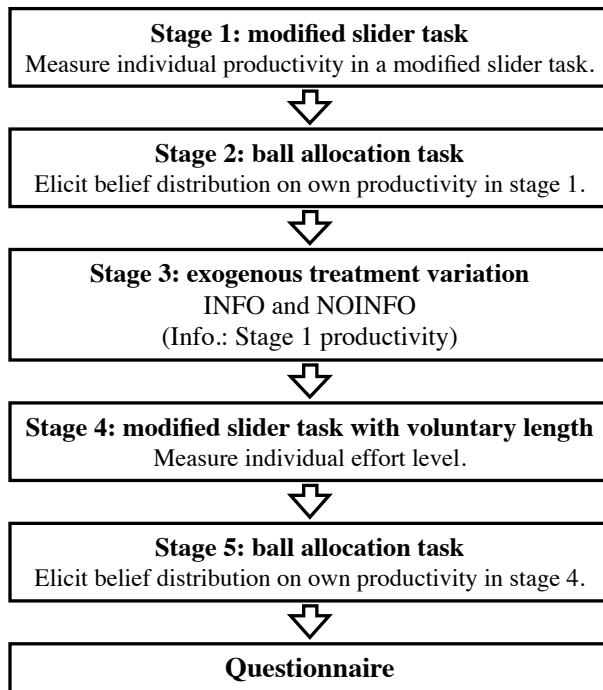 Stage 1: modified slider task
Measure individual productivity in a modified slider task.
Stage 2: ball allocation task
Elicit belief distribution on own productivity in stage 1.
Stage 3: exogenous treatment variation
INFO and NOINFO
(Info.: Stage 1 productivity)
Stage 4: modified slider task with voluntary length
Measure individual effort level.
Stage 5: ball allocation task
Elicit belief distribution on own productivity in stage 4.
Questionnaire